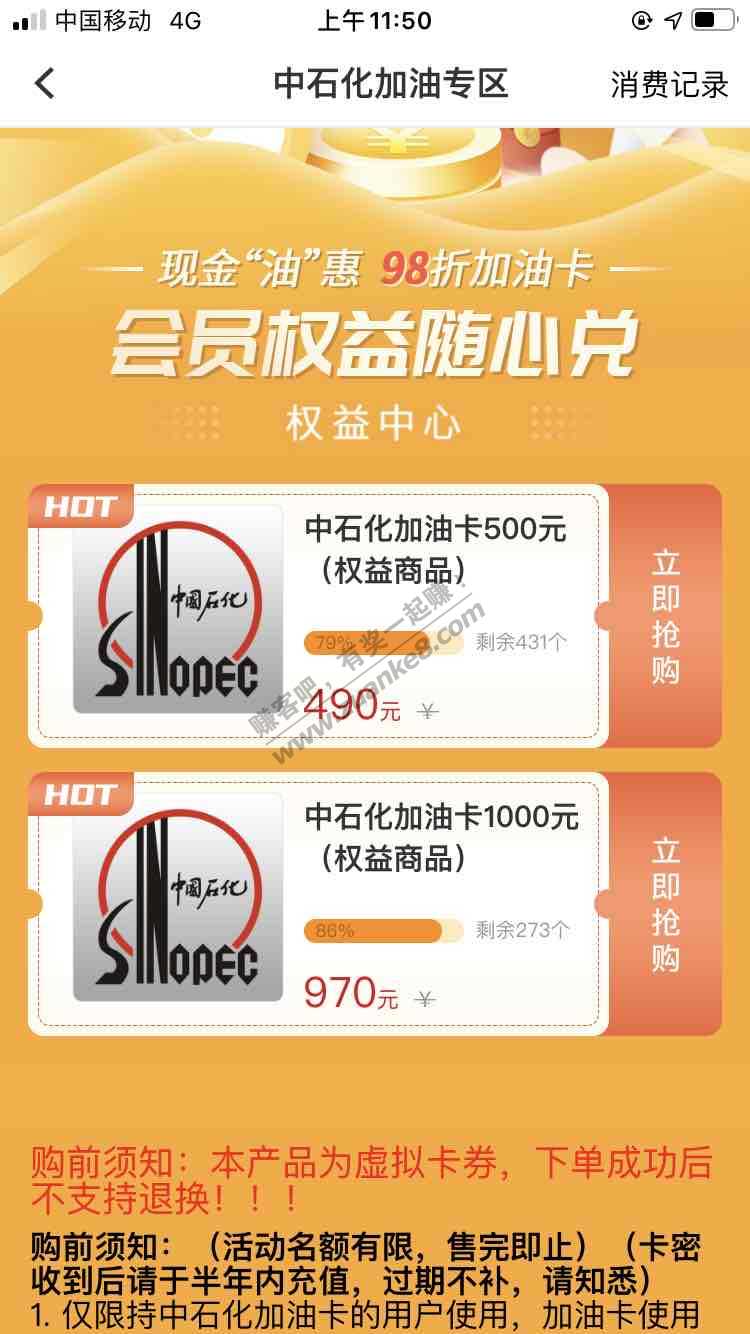 中国移动 4G 上午11:50
中石化加油专区 消费记录
现金“油”惠 98折加油卡
会员权益随心兑
权益中心
HOT
中国石化
SINOPEC
中石化加油卡500元
（权益商品）
79% 剩余431个
490元 ¥
立即抢购
赚客吧，有奖一起赚！
www.zuanke8.com
HOT
中国石化
SINOPEC
中石化加油卡1000元
（权益商品）
86% 剩余273个
970元 ¥
立即抢购
购前须知：本产品为虚拟卡券，下单成功后
不支持退换！！！
购前须知：（活动名额有限，售完即止）（卡密
收到后请于半年内充值，过期不补，请知悉）
1. 仅限持中石化加油卡的用户使用，加油卡使用